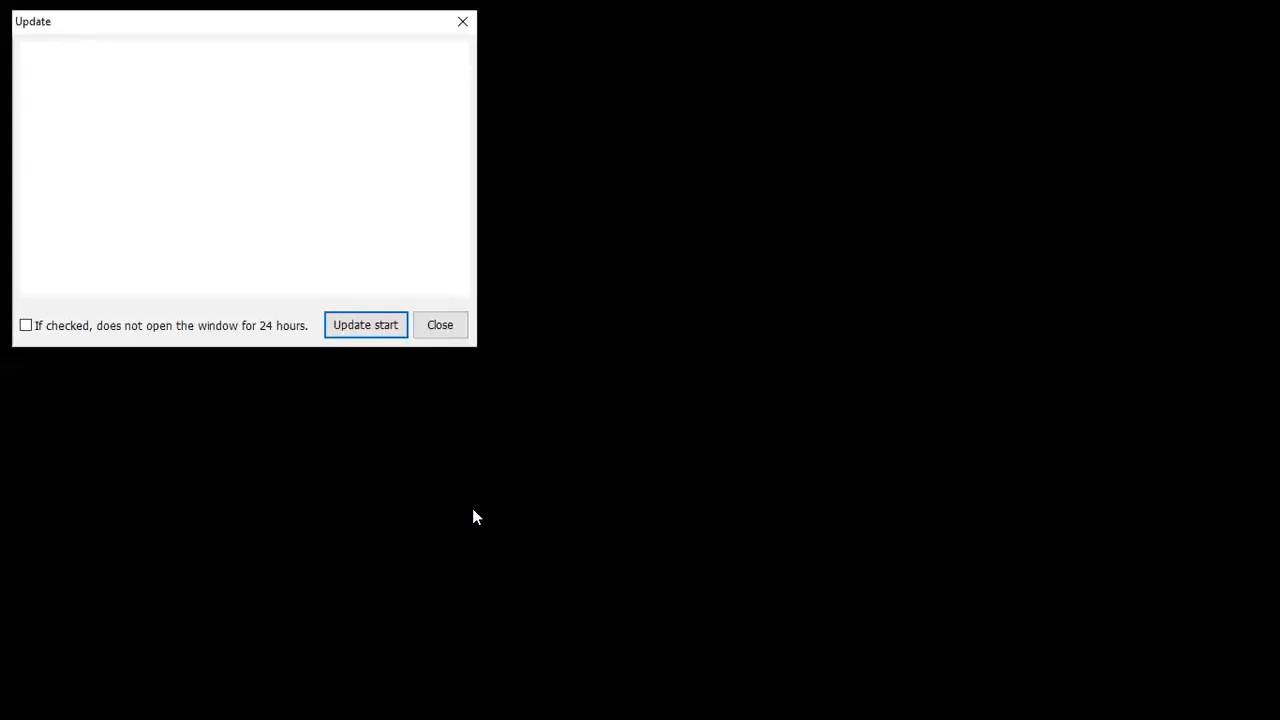 Update
If checked, does not open the window for 24 hours.
Update start
Close